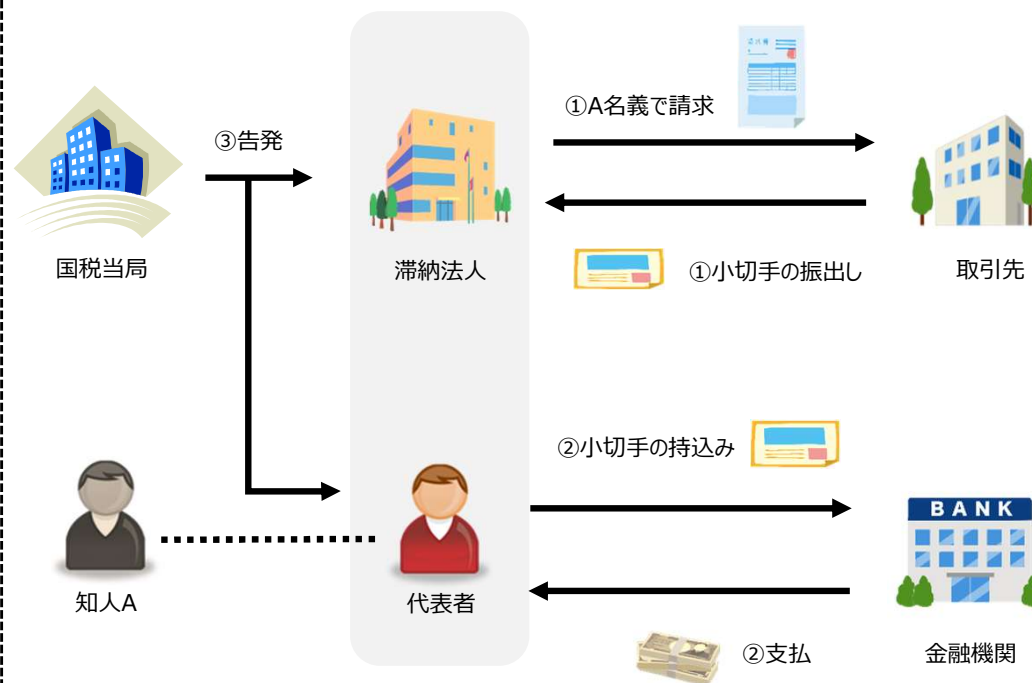 ①A名義で請求
③告発
国税当局
滞納法人
①小切手の振出し
取引先
②小切手の持込み
BANK
知人A
代表者
②支払
金融機関